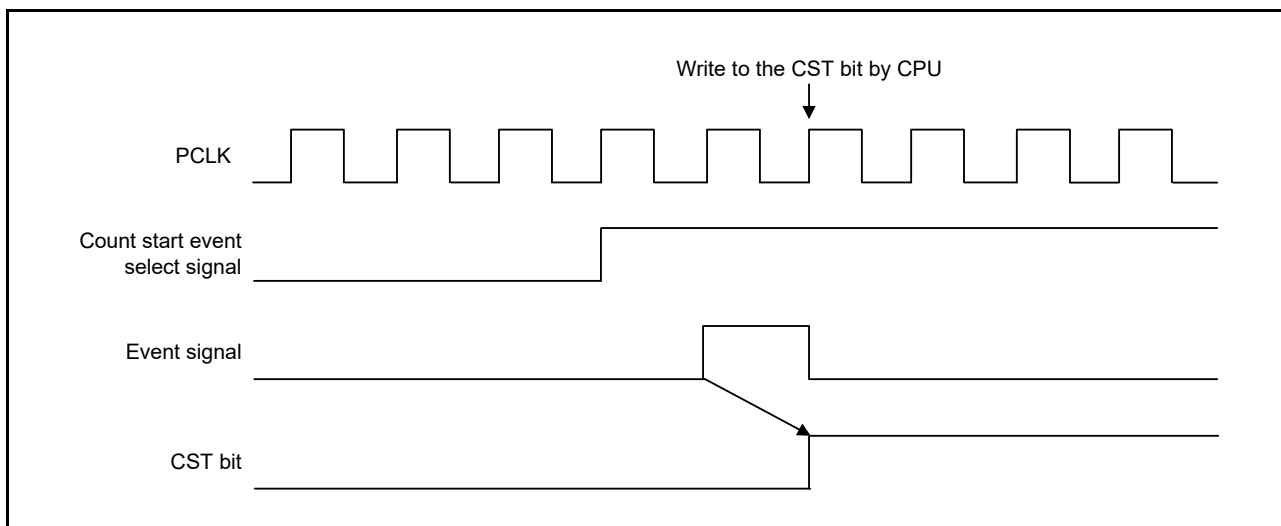 Write to the CST bit by CPU
PCLK
Count start event
select signal
Event signal
CST bit